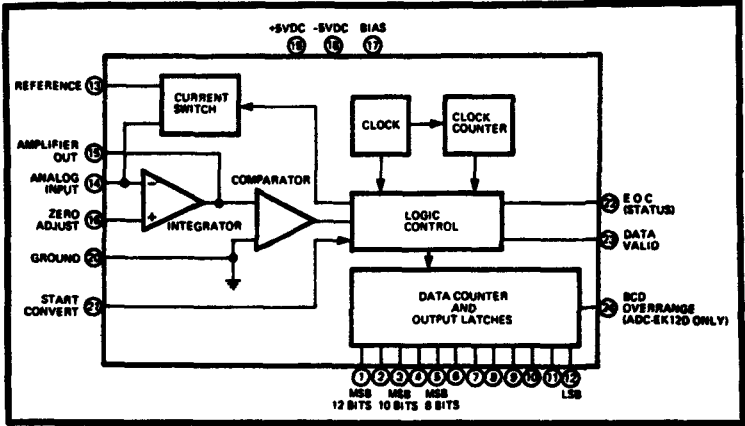 +5VDC -5VDC BIAS
19 18 17
REFERENCE 13
CURRENT
SWITCH
CLOCK
CLOCK
COUNTER
AMPLIFIER
OUT 15
ANALOG
INPUT 14
COMPARATOR
INTEGRATOR
ZERO
ADJUST 16
LOGIC
CONTROL
22 E O C
(STATUS)
23 DATA
VALID
GROUND 20
START
CONVERT 21
DATA COUNTER
AND
OUTPUT LATCHES
24 BCD
OVERRANGE
(ADC-EK12D ONLY)
1 2 3 4 5 6 7 8 9 10 11 12
MSB MSB MSB LSB
12 BITS 10 BITS 8 BITS